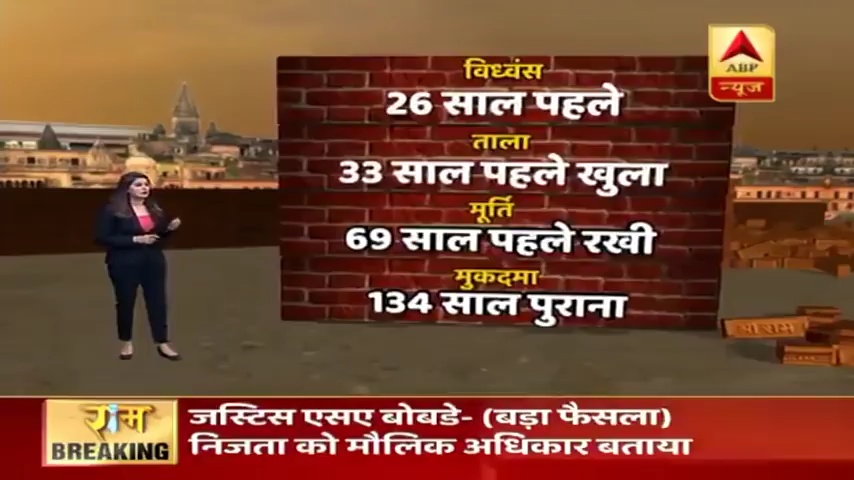 विध्वंस
26 साल पहले
ताला
33 साल पहले खुला
मूर्ति
69 साल पहले रखी
मुकदमा
134 साल पुराना
ABP
न्यूज़
श्री राम
राम
BREAKING
जस्टिस एसए बोबडे- (बड़ा फैसला)
निजता को मौलिक अधिकार बताया